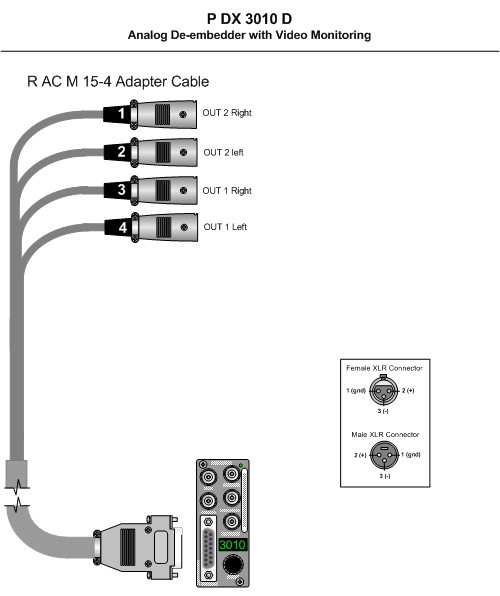 P DX 3010 D
Analog De-embedder with Video Monitoring
R AC M 15-4 Adapter Cable
1 OUT 2 Right
2 OUT 2 left
3 OUT 1 Right
4 OUT 1 Left
Female XLR Connector
1 (gnd) 2 (+)
3 (-)
Male XLR Connector
2 (+) 1 (gnd)
3 (-)
3010